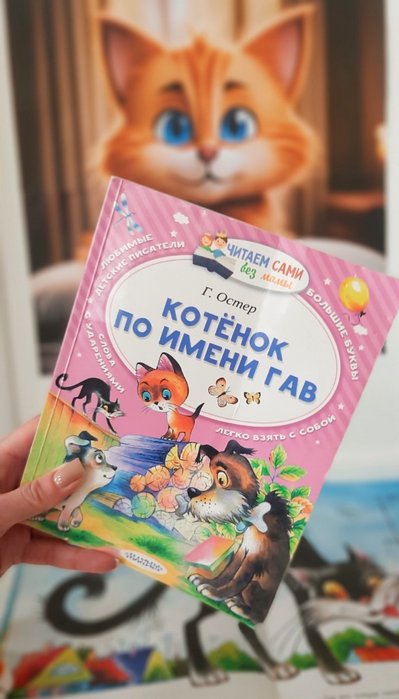 ЧИТАЕМ САМИ
без мамы
ЛЮБИМЫЕ
ДЕТСКИЕ ПИСАТЕЛИ
БОЛЬШИЕ БУКВЫ
Г. Остер
КОТЁНОК
ПО ИМЕНИ ГАВ
СЛОВА
С УДАРЕНИЯМИ
ЛЕГКО ВЗЯТЬ С СОБОЙ
МАЛЫШ